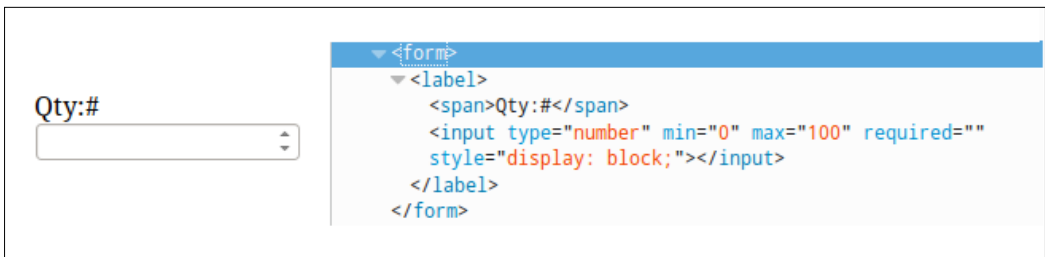 Qty:#
<form>
<label>
<span>Qty:#</span>
<input type="number" min="0" max="100" required=""
style="display: block;"></input>
</label>
</form>